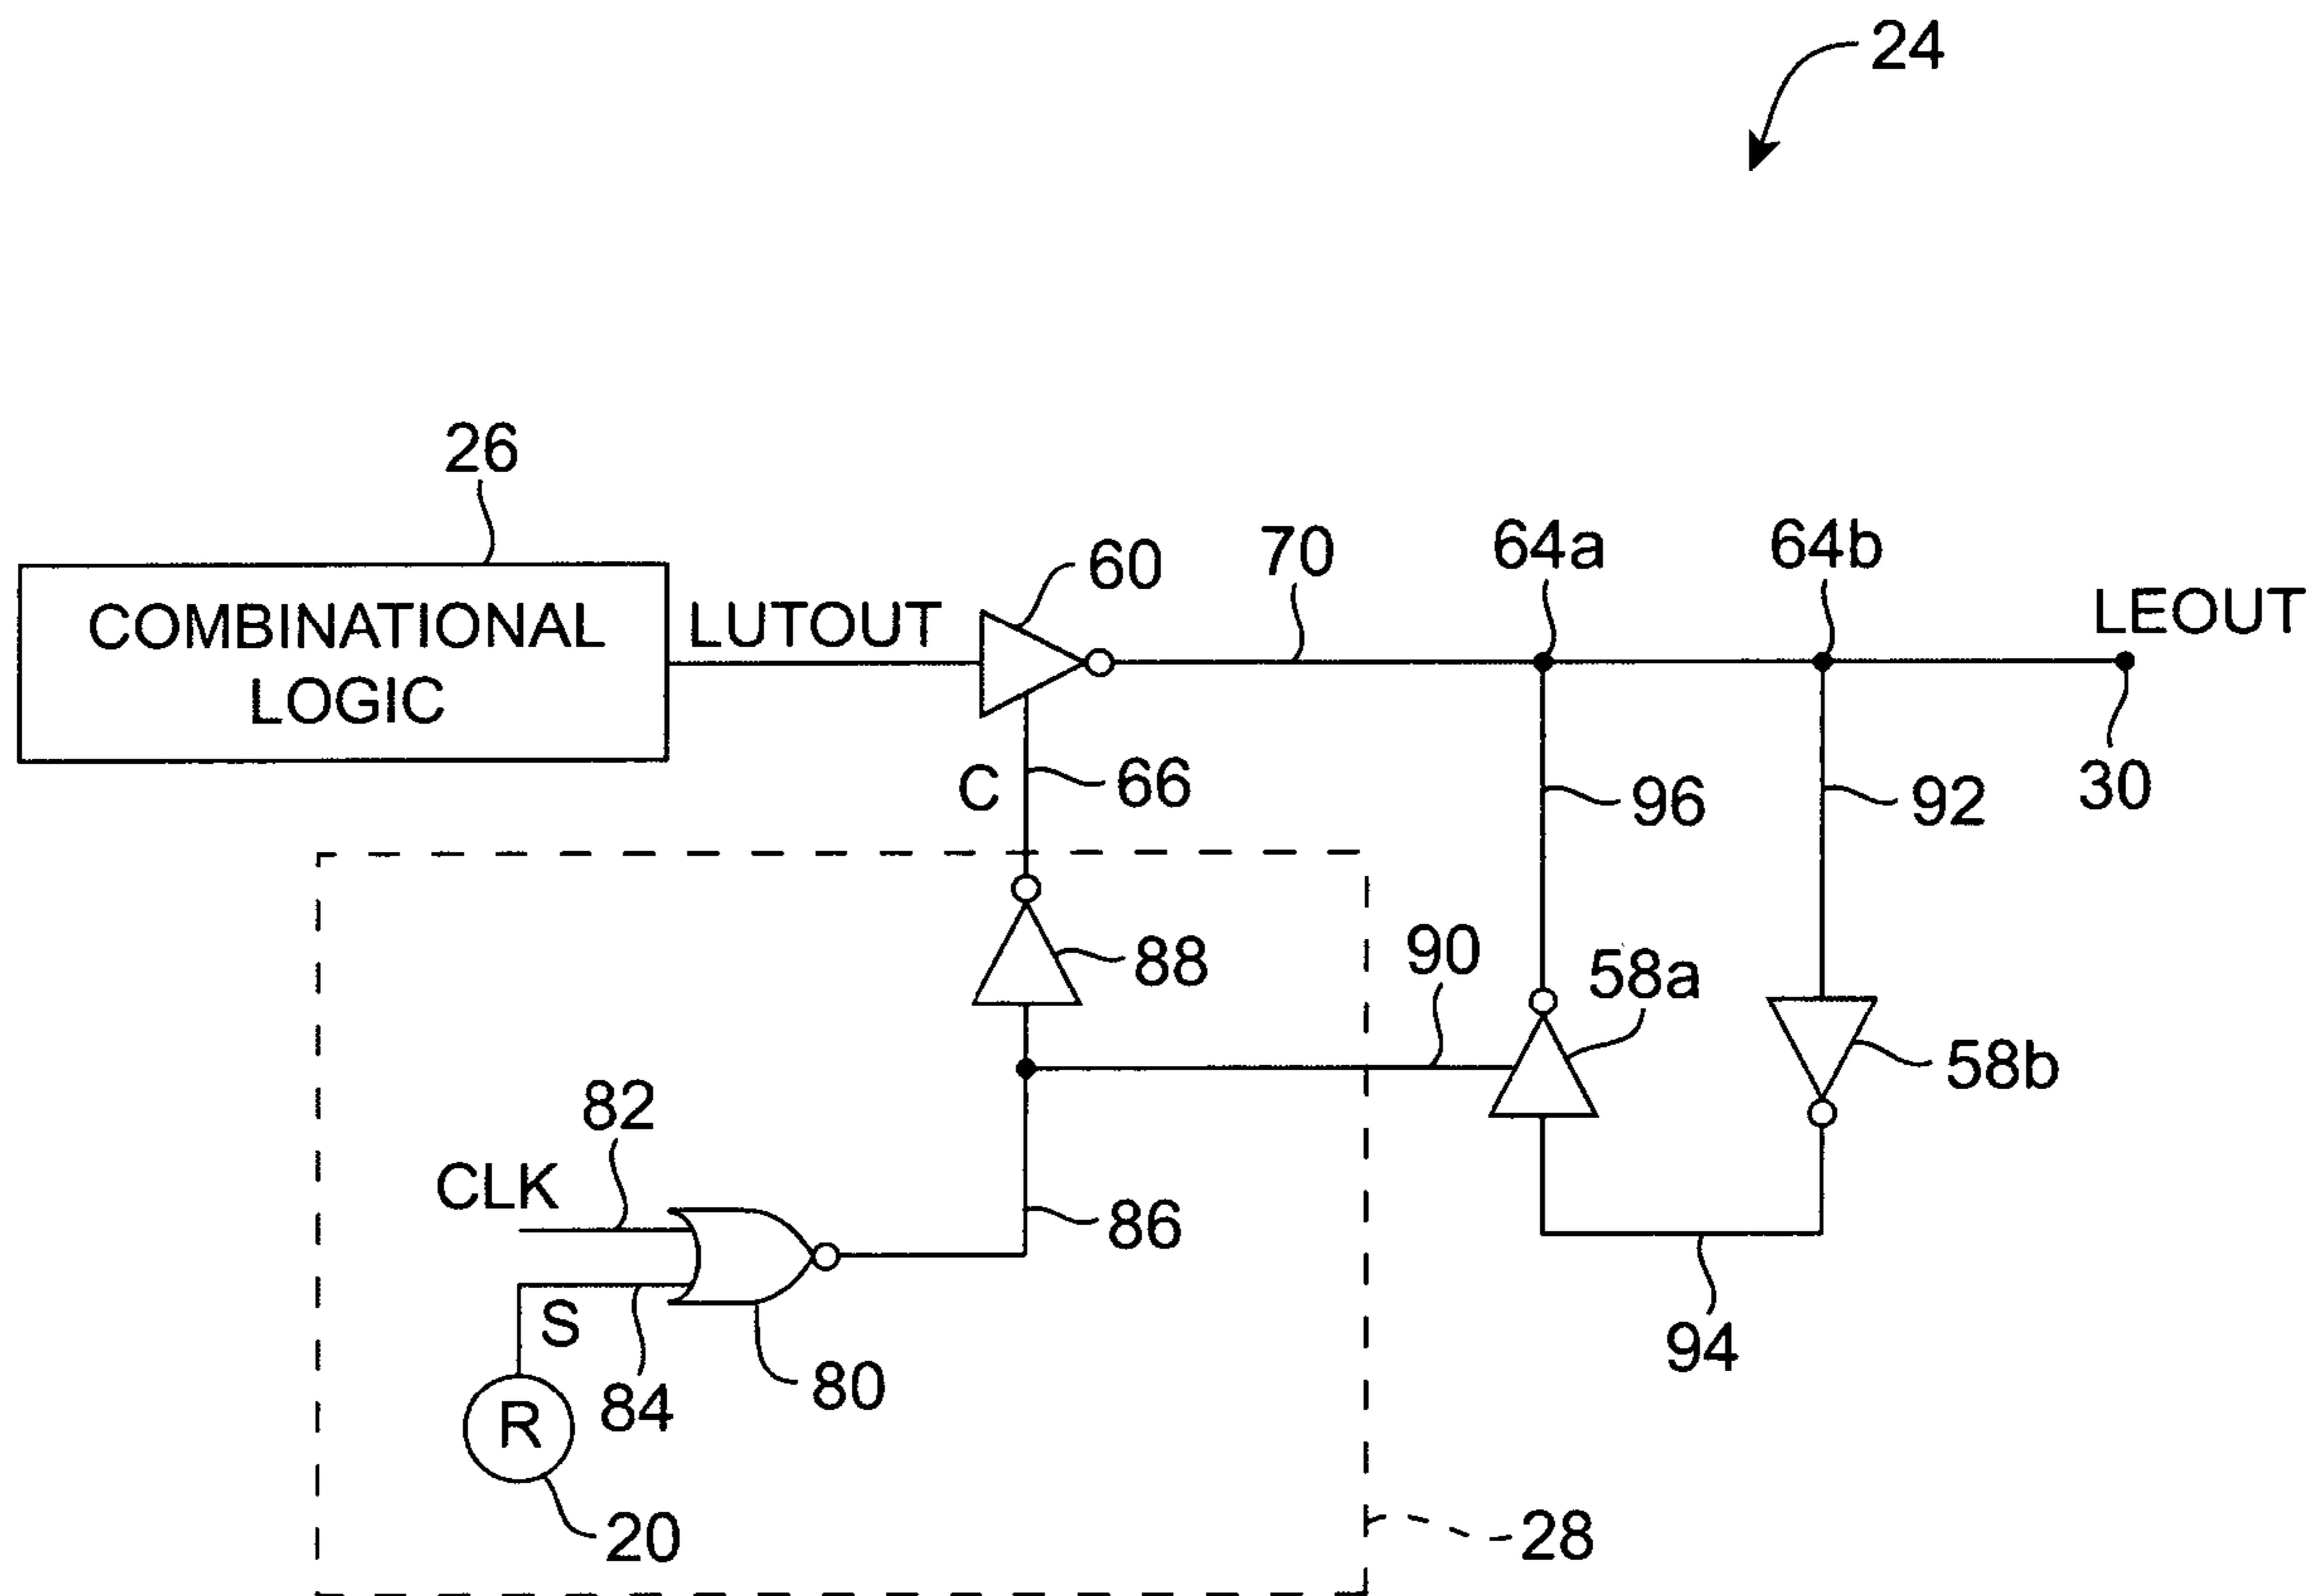 24
26
COMBINATIONAL
LOGIC
LUTOUT
60
70
64a
64b
LEOUT
C
66
96
92
30
88
90
58a
58b
82
CLK
86
S
84
80
94
R
20
28